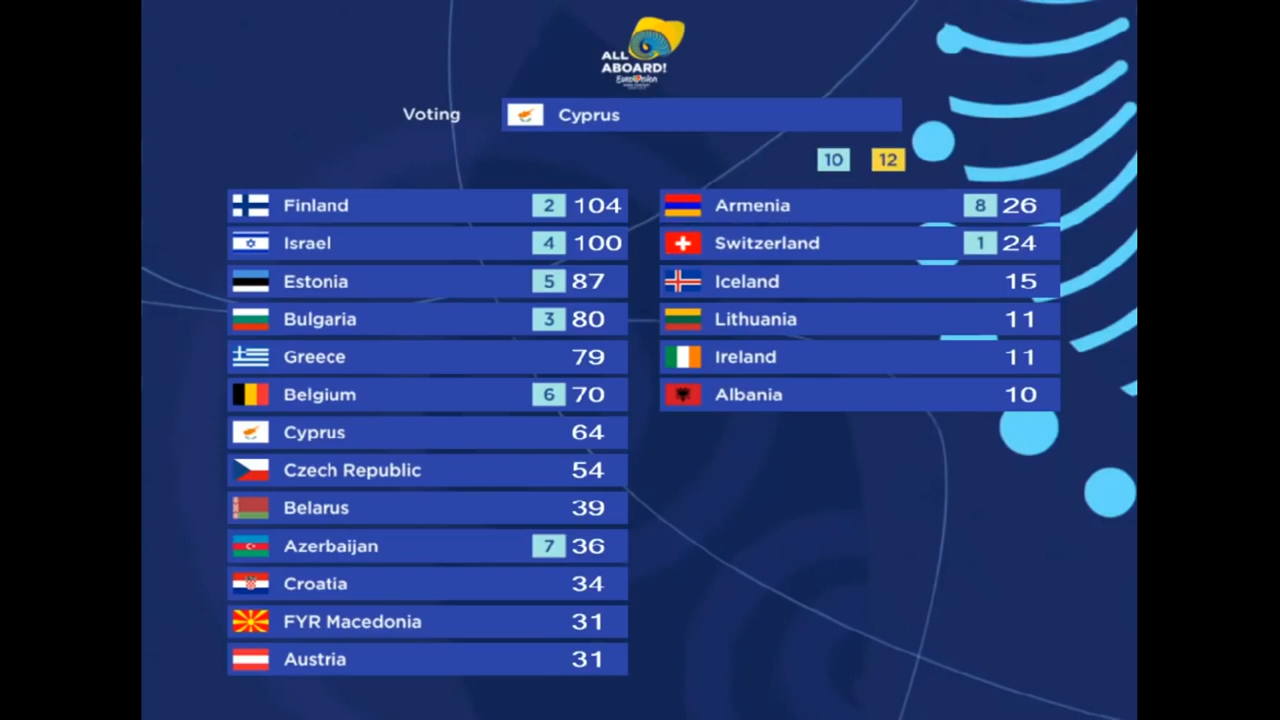 ALL
ABOARD!
EUROVISION
Voting Cyprus
10 12
Finland 2 104
Israel 4 100
Estonia 5 87
Bulgaria 3 80
Greece 79
Belgium 6 70
Cyprus 64
Czech Republic 54
Belarus 39
Azerbaijan 7 36
Croatia 34
FYR Macedonia 31
Austria 31
Armenia 8 26
Switzerland 1 24
Iceland 15
Lithuania 11
Ireland 11
Albania 10